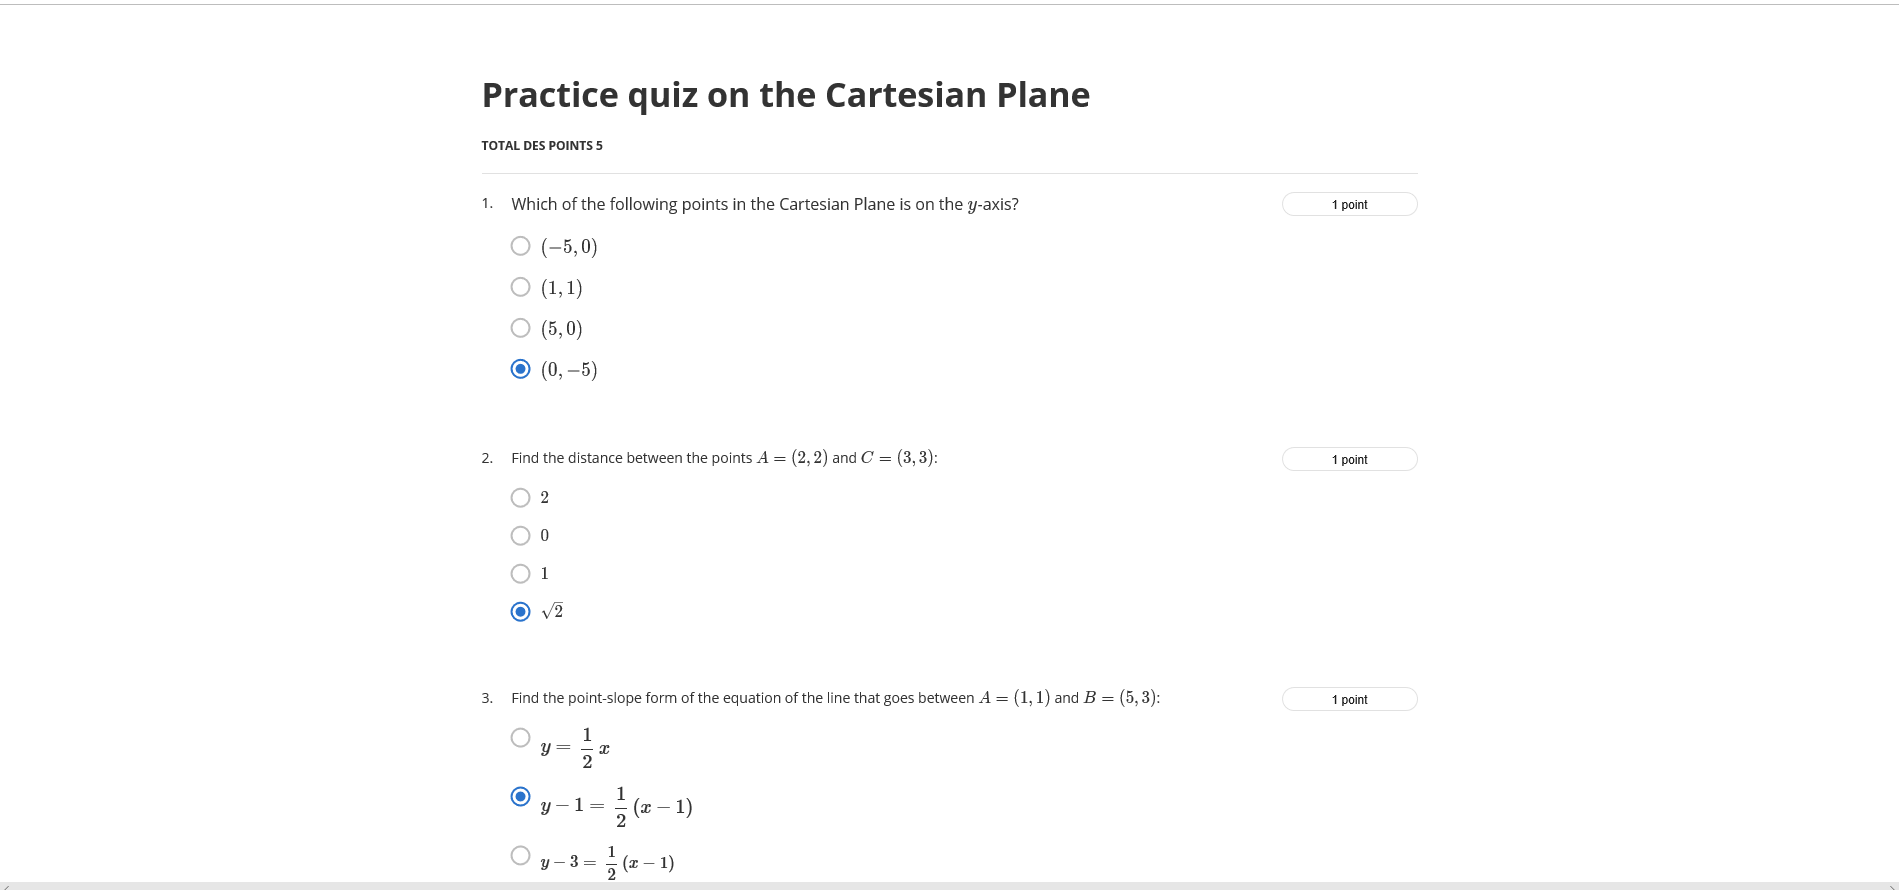 Practice quiz on the Cartesian Plane
TOTAL DES POINTS 5
1. Which of the following points in the Cartesian Plane is on the y-axis? 1 point
(−5, 0)
(1, 1)
(5, 0)
(0, −5)
2. Find the distance between the points A = (2, 2) and C = (3, 3): 1 point
2
0
1
√2
3. Find the point-slope form of the equation of the line that goes between A = (1, 1) and B = (5, 3): 1 point
y = 1/2 x
y − 1 = 1/2 (x − 1)
y − 3 = 1/2 (x − 1)